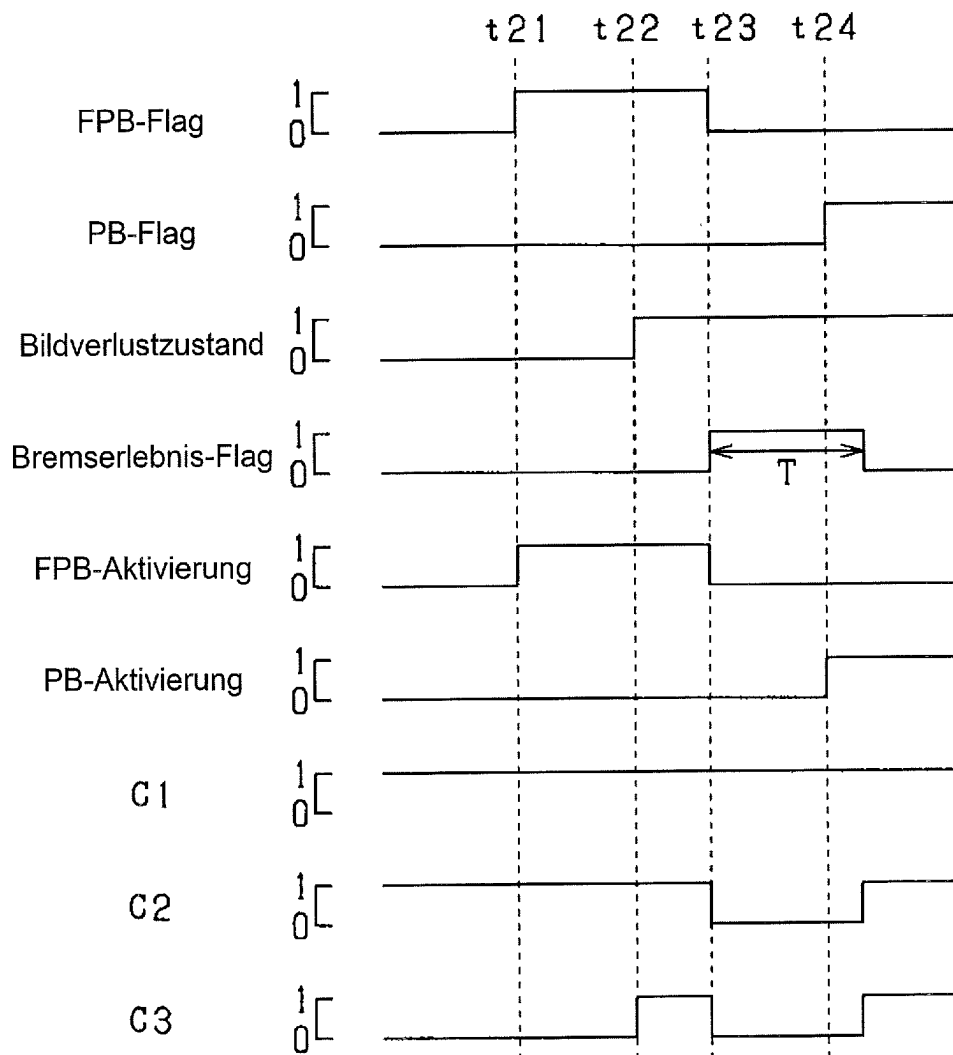 t21 t22 t23 t24
FPB-Flag 1 0
PB-Flag 1 0
Bildverlustzustand 1 0
Bremserlebnis-Flag 1 0 T
FPB-Aktivierung 1 0
PB-Aktivierung 1 0
C1 1 0
C2 1 0
C3 1 0